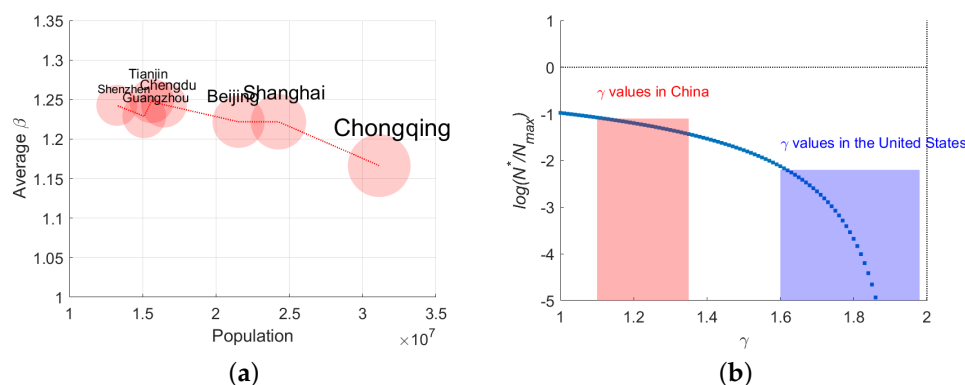 1.35
1.3
1.25
1.2
1.15
1.1
1.05
1
Average β
Tianjin
Shenzhen
Chengdu
Guangzhou
Beijing
Shanghai
Chongqing
1 1.5 2 2.5 3 3.5
×10⁷
Population
(a)
1
0
-1
-2
-3
-4
-5
log(N*/Nmax)
γ values in China
γ values in the United States
1 1.2 1.4 1.6 1.8 2
γ
(b)